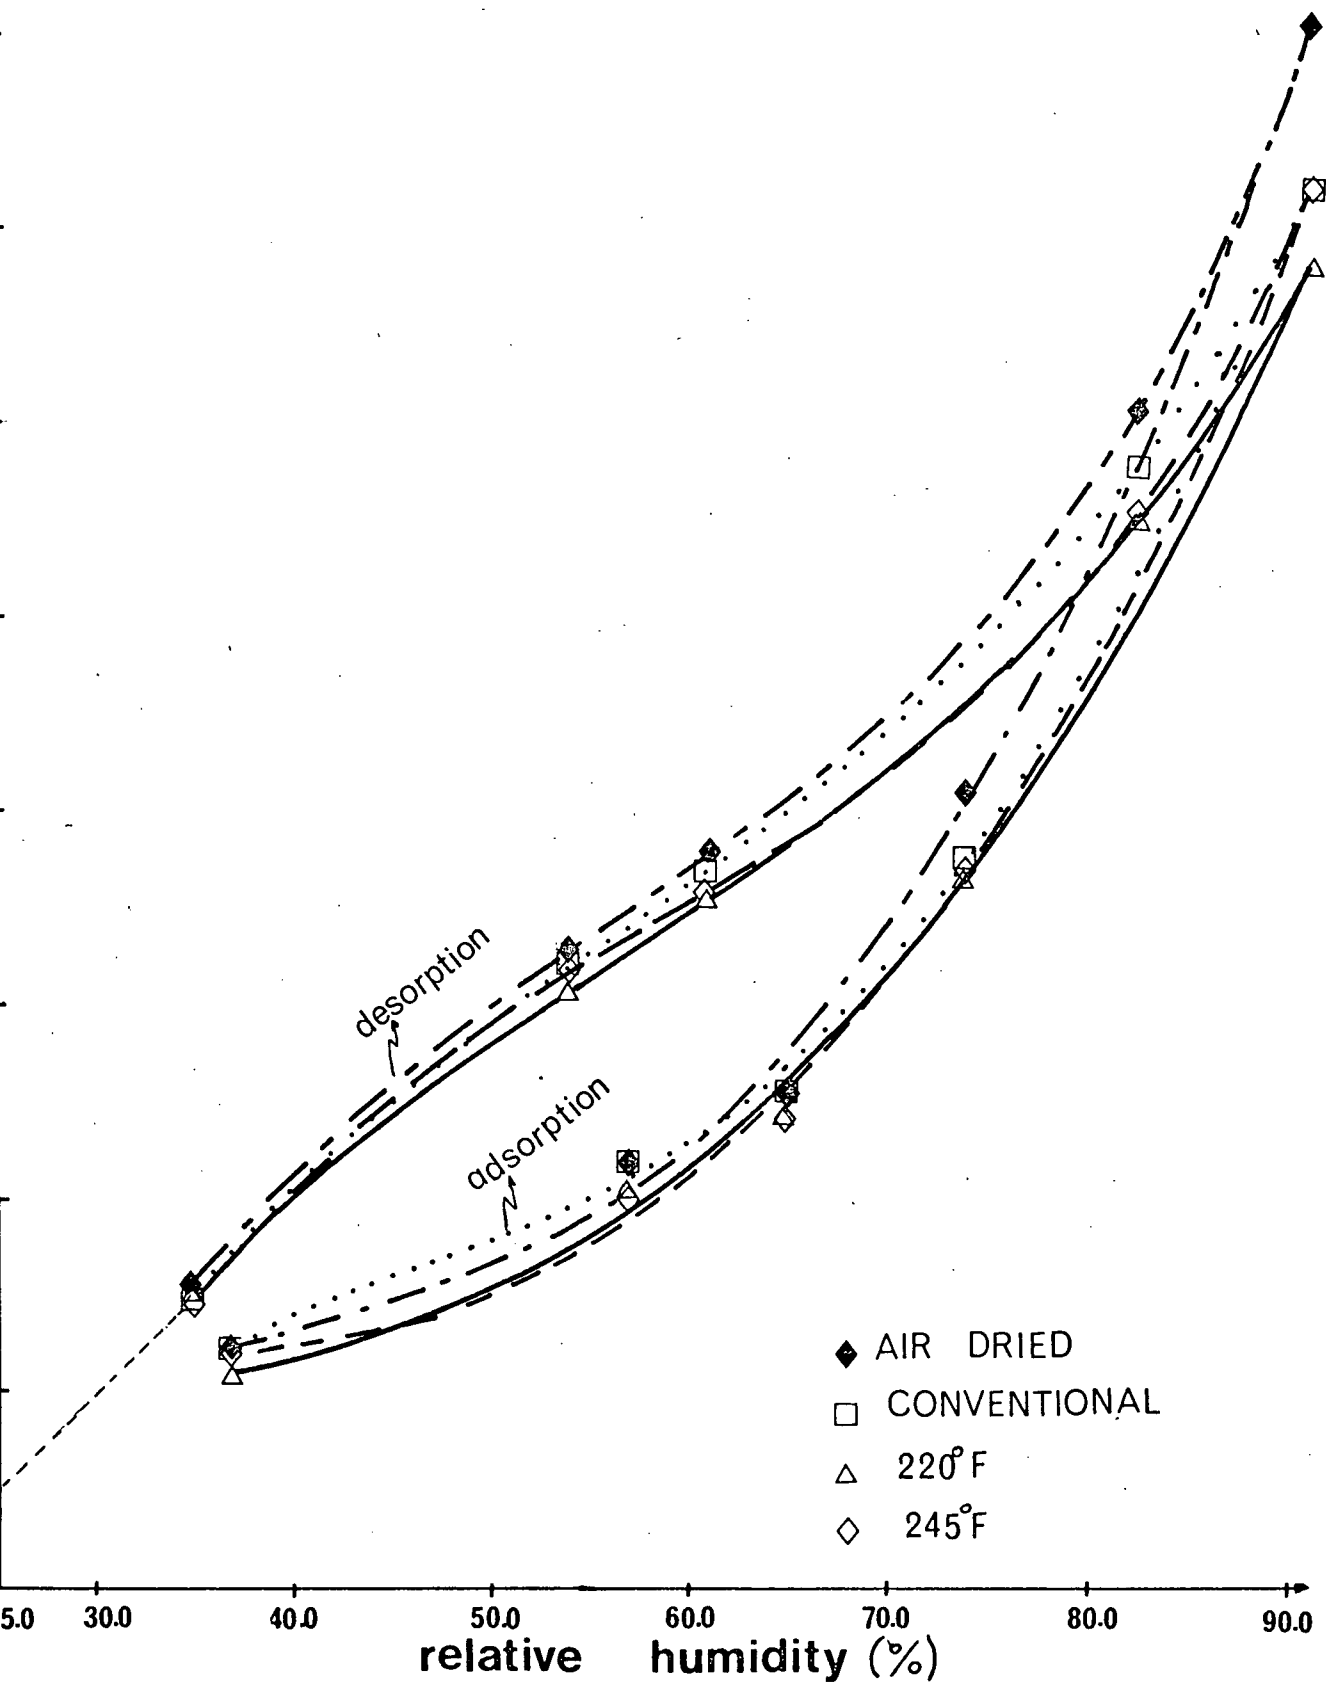 desorption
adsorption
AIR DRIED
CONVENTIONAL
220°F
245°F
5.0 30.0 40.0 50.0 60.0 70.0 80.0 90.0
relative humidity (%)